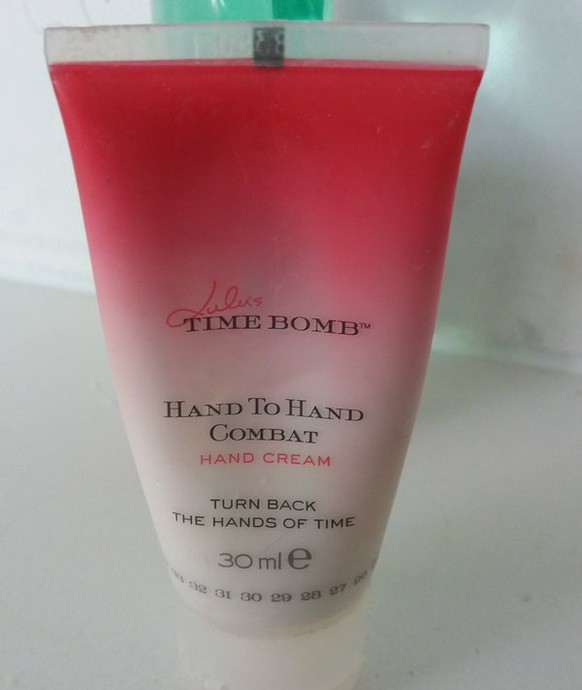 Lulu's
TIME BOMB™
HAND TO HAND
COMBAT
HAND CREAM
TURN BACK
THE HANDS OF TIME
30 ml ℮
32 31 30 29 28 27